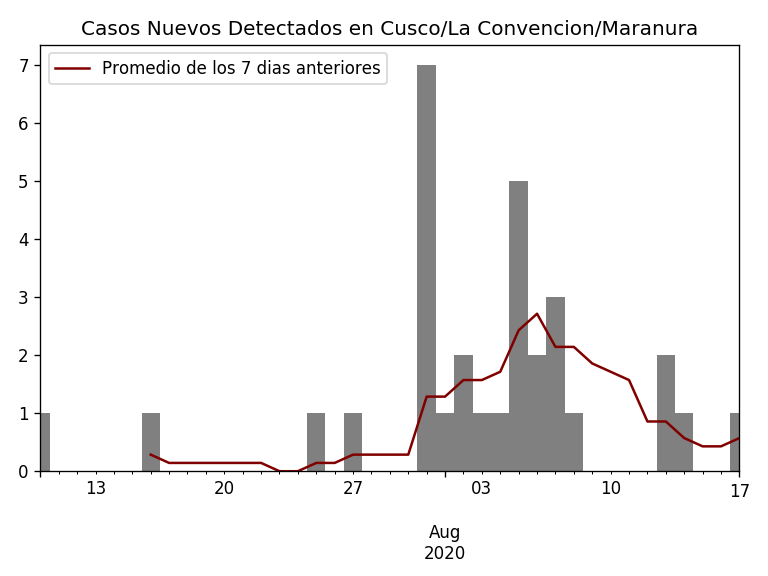 Casos Nuevos Detectados en Cusco/La Convencion/Maranura
Promedio de los 7 dias anteriores
7
6
5
4
3
2
1
0
13 20 27 03 10 17
Aug
2020